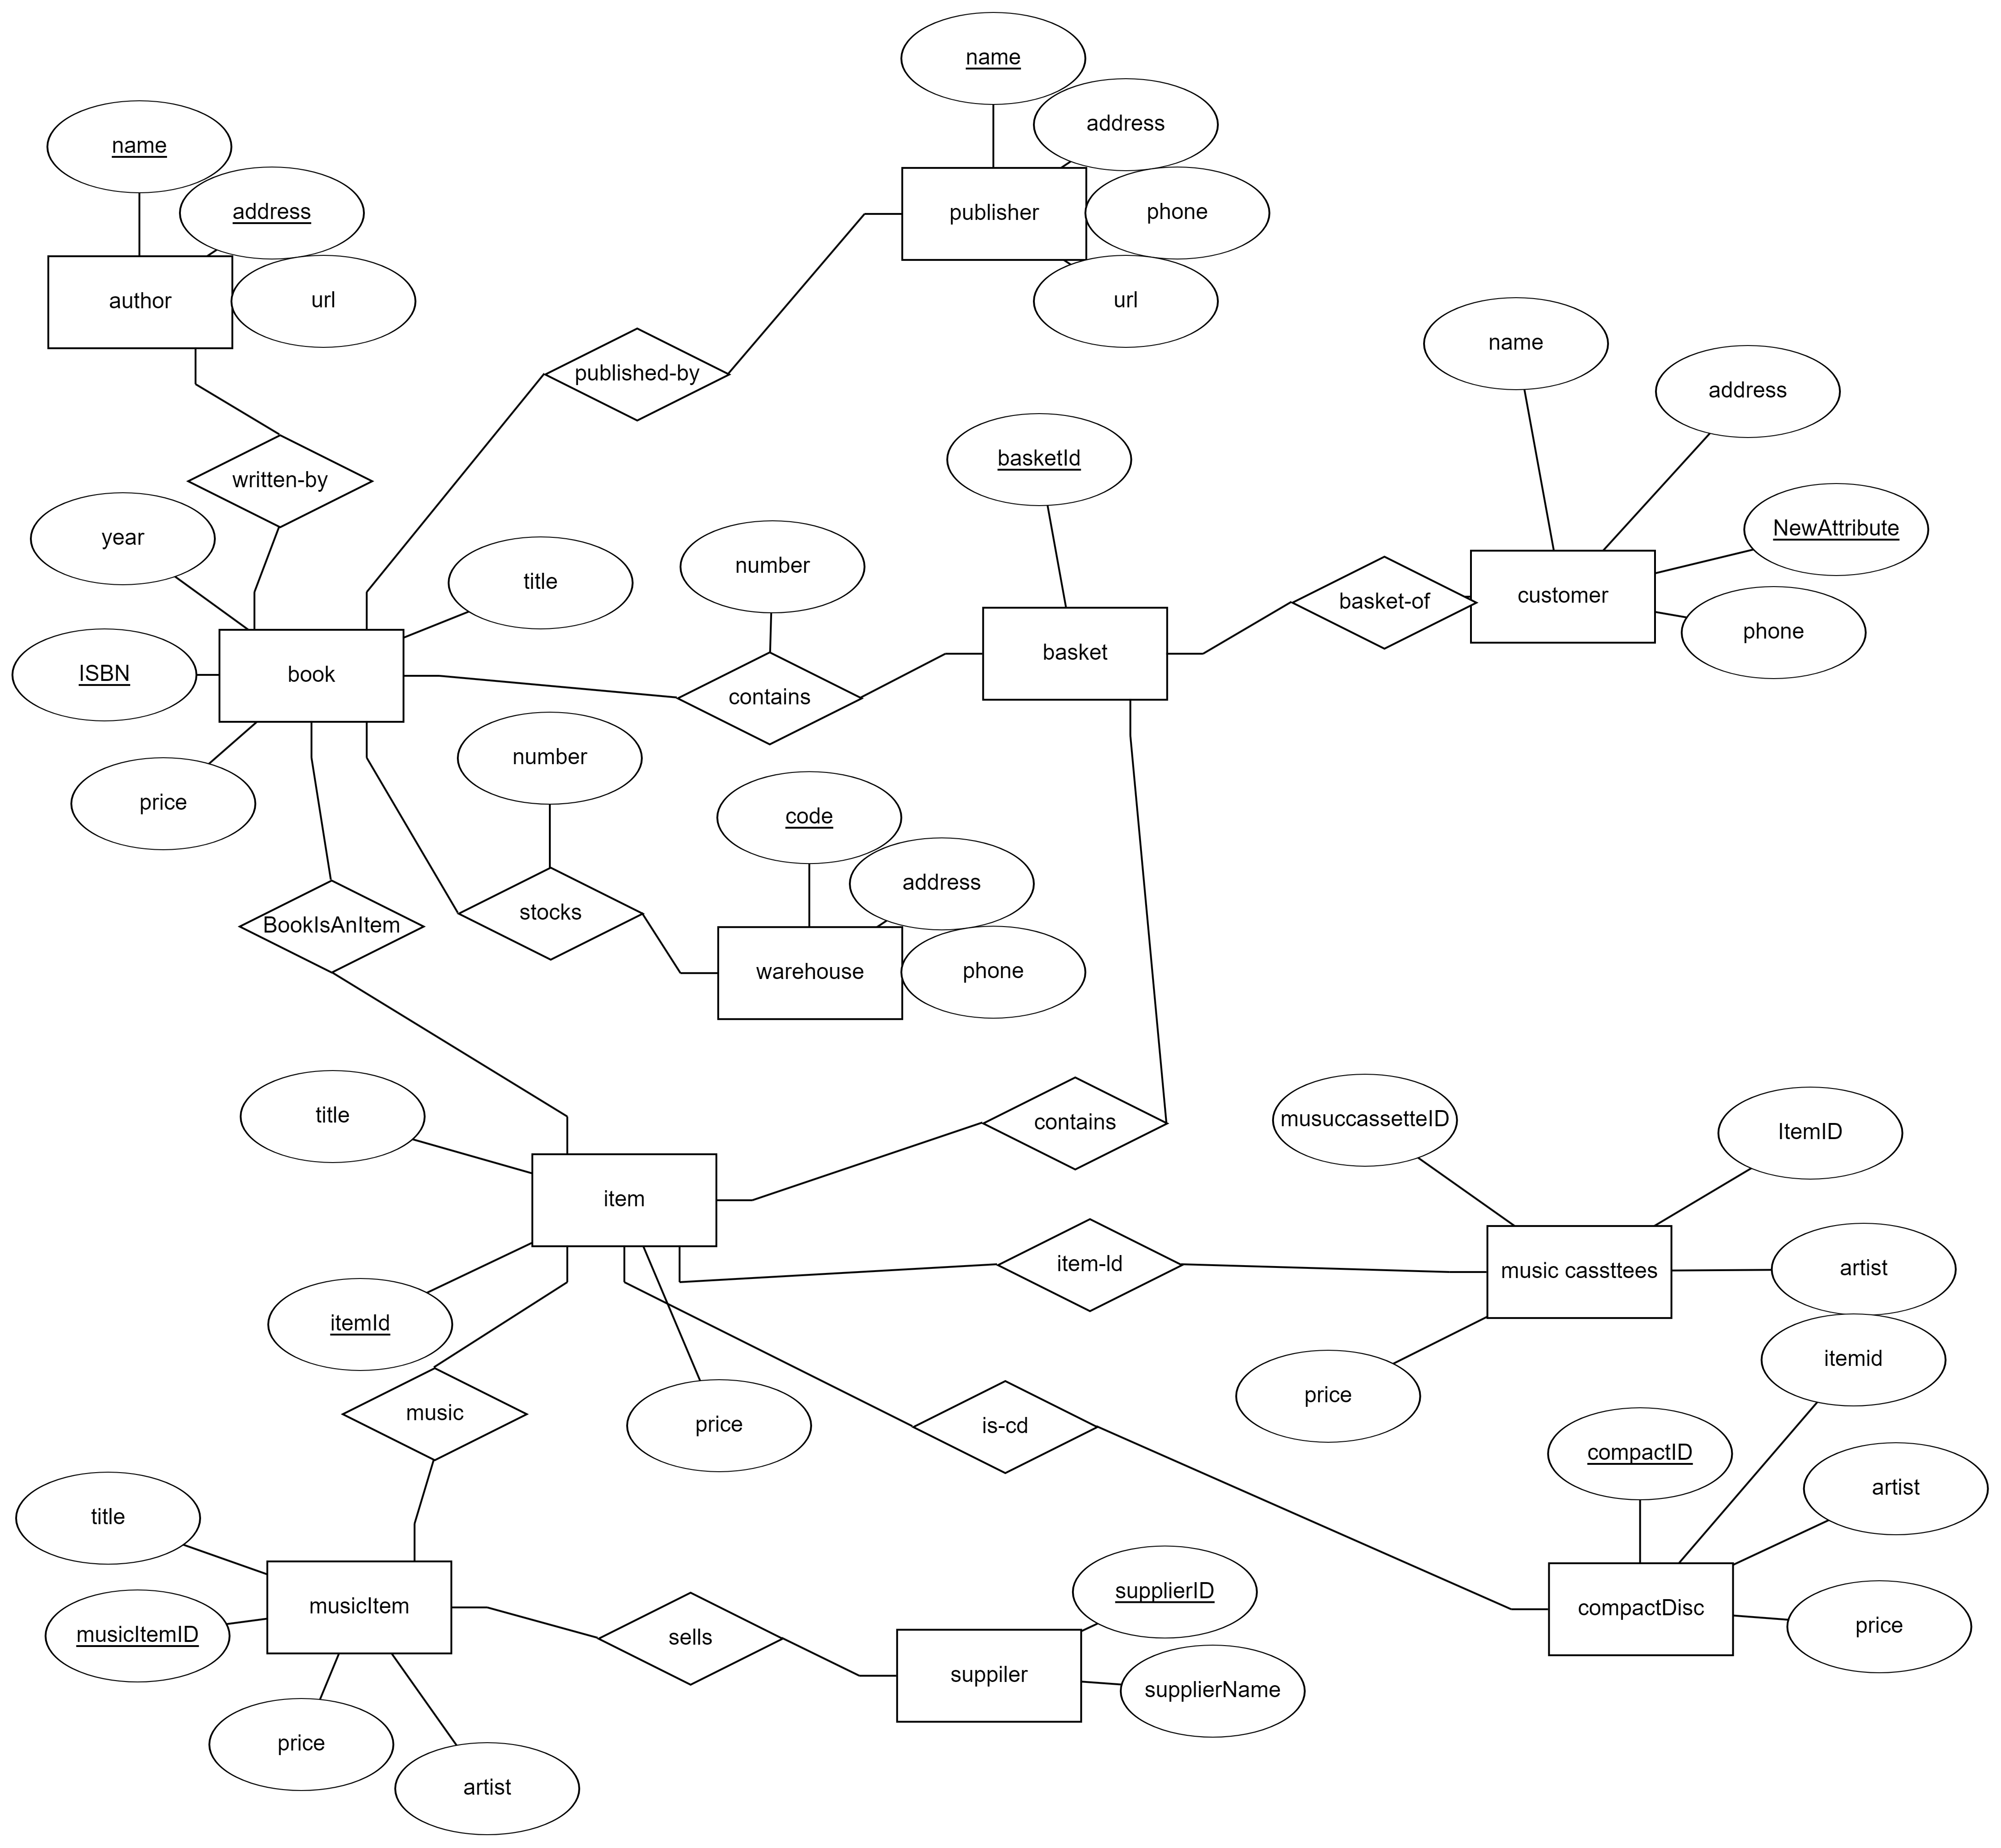 name
address
name
phone
address
publisher
author
url
url
published-by
name
address
written-by
basketId
year
title
number
NewAttribute
customer
basket-of
phone
basket
book
ISBN
contains
number
price
code
address
BookIsAnItem
stocks
warehouse
phone
title
contains
musuccassetteID
ItemID
item
item-Id
music cassttees
artist
itemId
itemid
price
music
price
is-cd
compactID
artist
title
musicItem
musicItemID
sells
supplierID
compactDisc
price
suppiler
supplierName
price
artist